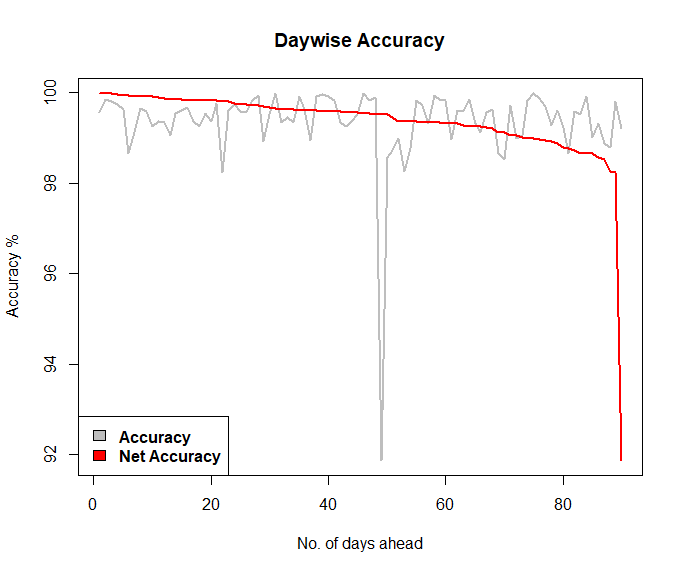 Daywise Accuracy
Accuracy %
100
98
96
94
92
Accuracy
Net Accuracy
0 20 40 60 80
No. of days ahead